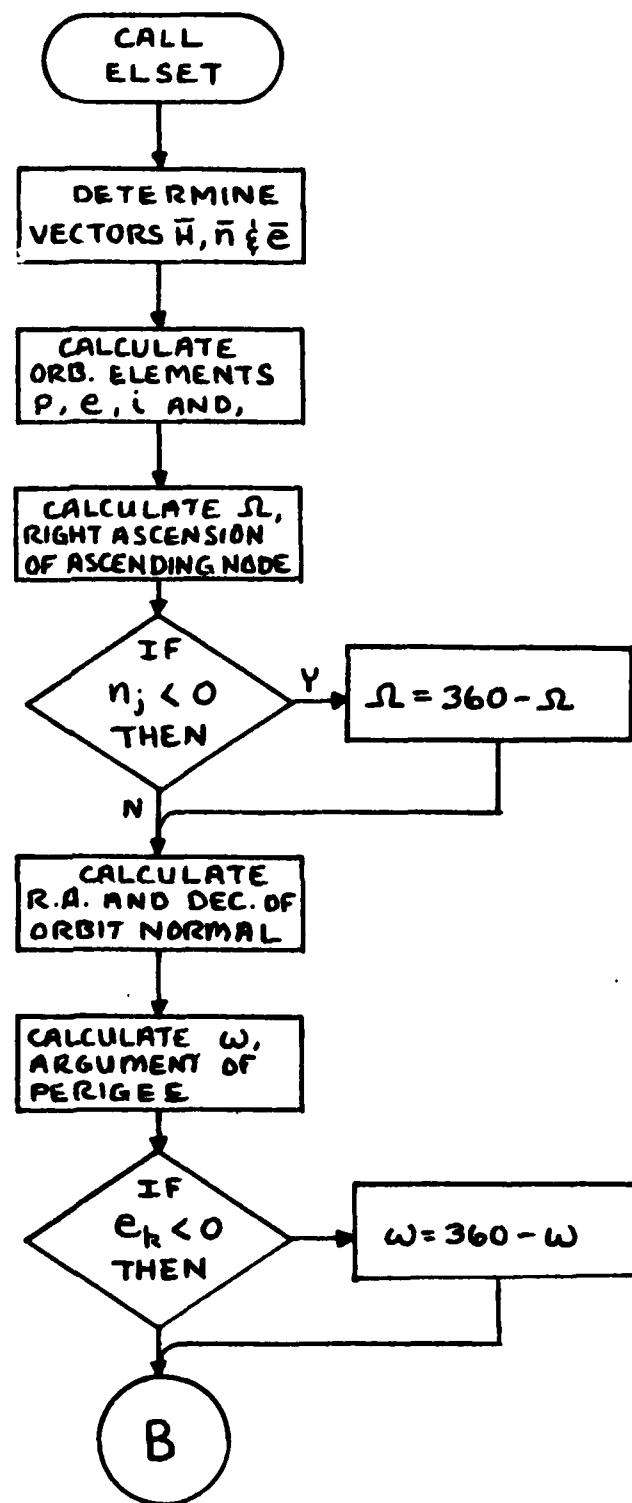 CALL
ELSET
DETERMINE
VECTORS H̄, n̄ & ē
CALCULATE
ORB. ELEMENTS
P, e, i AND,
CALCULATE Ω,
RIGHT ASCENSION
OF ASCENDING NODE
IF
nⱼ < 0
THEN
Y
Ω = 360 - Ω
N
CALCULATE
R.A. AND DEC. OF
ORBIT NORMAL
CALCULATE ω,
ARGUMENT OF
PERIGEE
IF
eₖ < 0
THEN
ω = 360 - ω
B